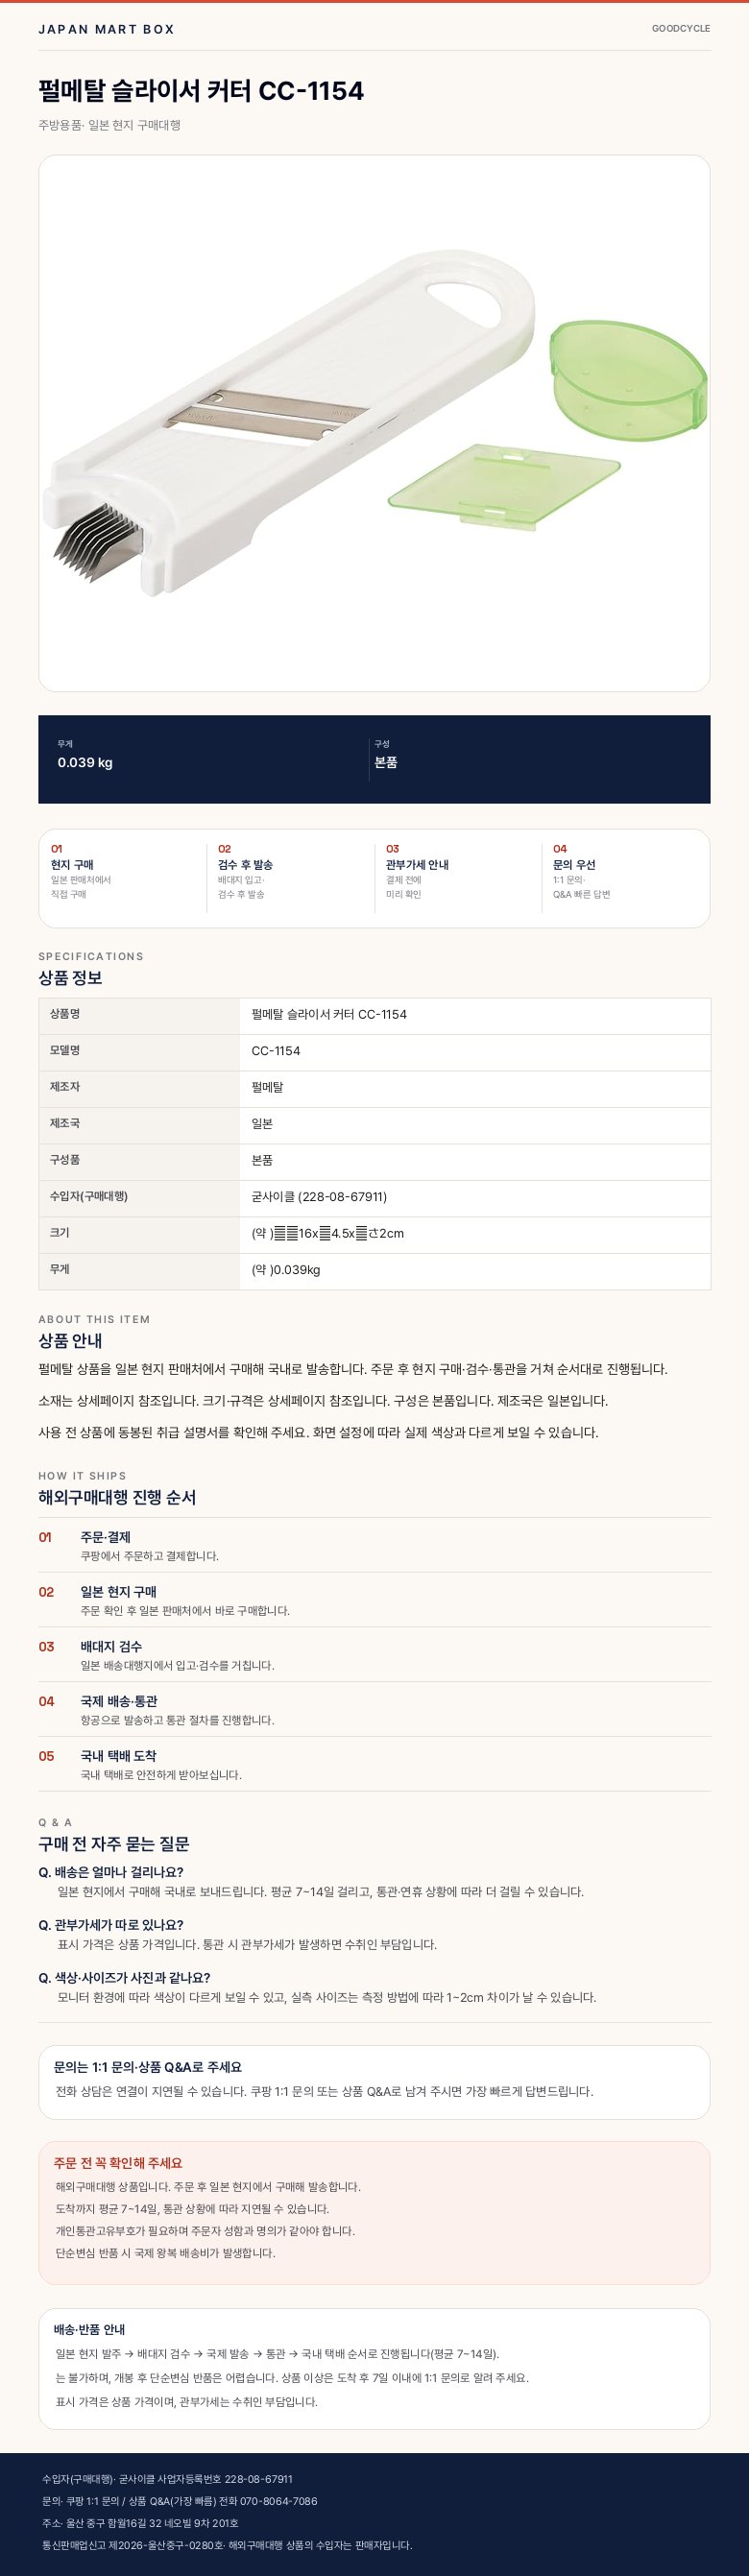 JAPAN MART BOX
GOODCYCLE
펄메탈 슬라이서 커터 CC-1154
주방용품· 일본 현지 구매대행
무게
0.039 kg
구성
본품
01
현지 구매
일본 판매처에서
직접 구매
02
검수 후 발송
배대지 입고·
검수 후 발송
03
관부가세 안내
결제 전에
미리 확인
04
문의 우선
1:1 문의·
Q&A 빠른 답변
SPECIFICATIONS
상품 정보
상품명 펄메탈 슬라이서 커터 CC-1154
모델명 CC-1154
제조자 펄메탈
제조국 일본
구성품 본품
수입자(구매대행) 굳사이클 (228-08-67911)
크기 (약 )16x4.5xさ2cm
무게 (약 )0.039kg
ABOUT THIS ITEM
상품 안내
펄메탈 상품을 일본 현지 판매처에서 구매해 국내로 발송합니다. 주문 후 현지 구매·검수·통관을 거쳐 순서대로 진행됩니다.
소재는 상세페이지 참조입니다. 크기·규격은 상세페이지 참조입니다. 구성은 본품입니다. 제조국은 일본입니다.
사용 전 상품에 동봉된 취급 설명서를 확인해 주세요. 화면 설정에 따라 실제 색상과 다르게 보일 수 있습니다.
HOW IT SHIPS
해외구매대행 진행 순서
01 주문·결제
쿠팡에서 주문하고 결제합니다.
02 일본 현지 구매
주문 확인 후 일본 판매처에서 바로 구매합니다.
03 배대지 검수
일본 배송대행지에서 입고·검수를 거칩니다.
04 국제 배송·통관
항공으로 발송하고 통관 절차를 진행합니다.
05 국내 택배 도착
국내 택배로 안전하게 받아보십니다.
Q & A
구매 전 자주 묻는 질문
Q. 배송은 얼마나 걸리나요?
일본 현지에서 구매해 국내로 보내드립니다. 평균 7~14일 걸리고, 통관·연휴 상황에 따라 더 걸릴 수 있습니다.
Q. 관부가세가 따로 있나요?
표시 가격은 상품 가격입니다. 통관 시 관부가세가 발생하면 수취인 부담입니다.
Q. 색상·사이즈가 사진과 같나요?
모니터 환경에 따라 색상이 다르게 보일 수 있고, 실측 사이즈는 측정 방법에 따라 1~2cm 차이가 날 수 있습니다.
문의는 1:1 문의·상품 Q&A로 주세요
전화 상담은 연결이 지연될 수 있습니다. 쿠팡 1:1 문의 또는 상품 Q&A로 남겨 주시면 가장 빠르게 답변드립니다.
주문 전 꼭 확인해 주세요
해외구매대행 상품입니다. 주문 후 일본 현지에서 구매해 발송합니다.
도착까지 평균 7~14일, 통관 상황에 따라 지연될 수 있습니다.
개인통관고유부호가 필요하며 주문자 성함과 명의가 같아야 합니다.
단순변심 반품 시 국제 왕복 배송비가 발생합니다.
배송·반품 안내
일본 현지 발주 → 배대지 검수 → 국제 발송 → 통관 → 국내 택배 순서로 진행됩니다(평균 7~14일).
는 불가하며, 개봉 후 단순변심 반품은 어렵습니다. 상품 이상은 도착 후 7일 이내에 1:1 문의로 알려 주세요.
표시 가격은 상품 가격이며, 관부가세는 수취인 부담입니다.
수입자(구매대행)· 굳사이클 사업자등록번호 228-08-67911
문의· 쿠팡 1:1 문의 / 상품 Q&A(가장 빠름) 전화 070-8064-7086
주소· 울산 중구 함월16길 32 네오빌 9차 201호
통신판매업신고 제2026-울산중구-0280호· 해외구매대행 상품의 수입자는 판매자입니다.